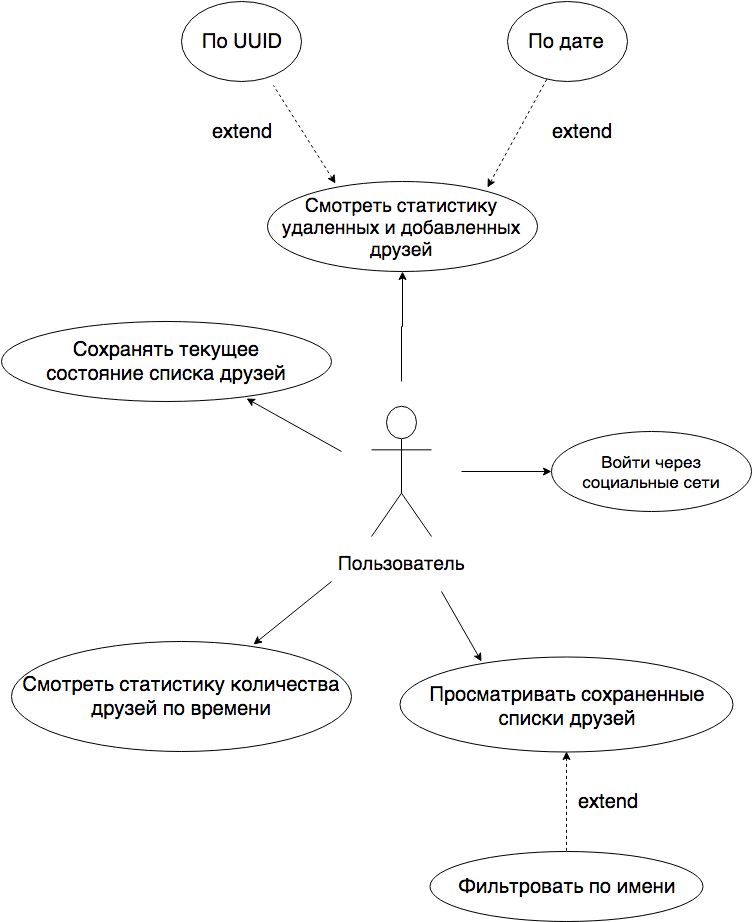 По UUID
По дате
extend
extend
Смотреть статистику
удаленных и добавленных
друзей
Сохранять текущее
состояние списка друзей
Войти через
социальные сети
Пользователь
Смотреть статистику количества
друзей по времени
Просматривать сохраненные
списки друзей
extend
Фильтровать по имени